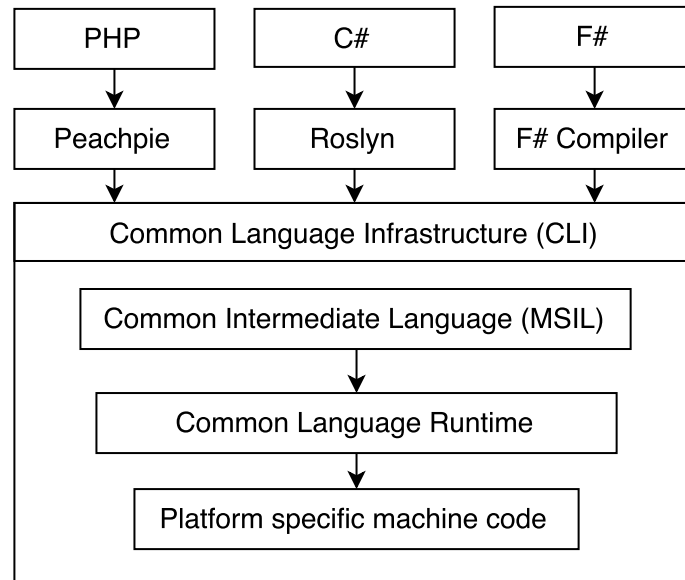 PHP
C#
F#
Peachpie
Roslyn
F# Compiler
Common Language Infrastructure (CLI)
Common Intermediate Language (MSIL)
Common Language Runtime
Platform specific machine code